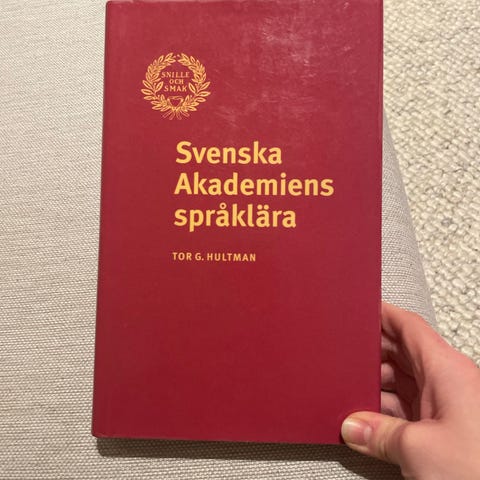 SNILLE
OCH
SMAK
Svenska
Akademiens
språklära
TOR G. HULTMAN